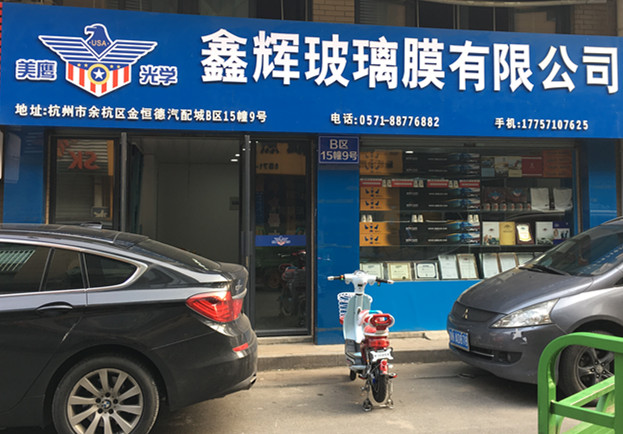 鑫辉玻璃膜有限公司
USA
美鹰 光学
地址:杭州市余杭区金恒德汽配城B区15幢9号 电话:0571-88776882 手机:17757107625
B区
15幢9号